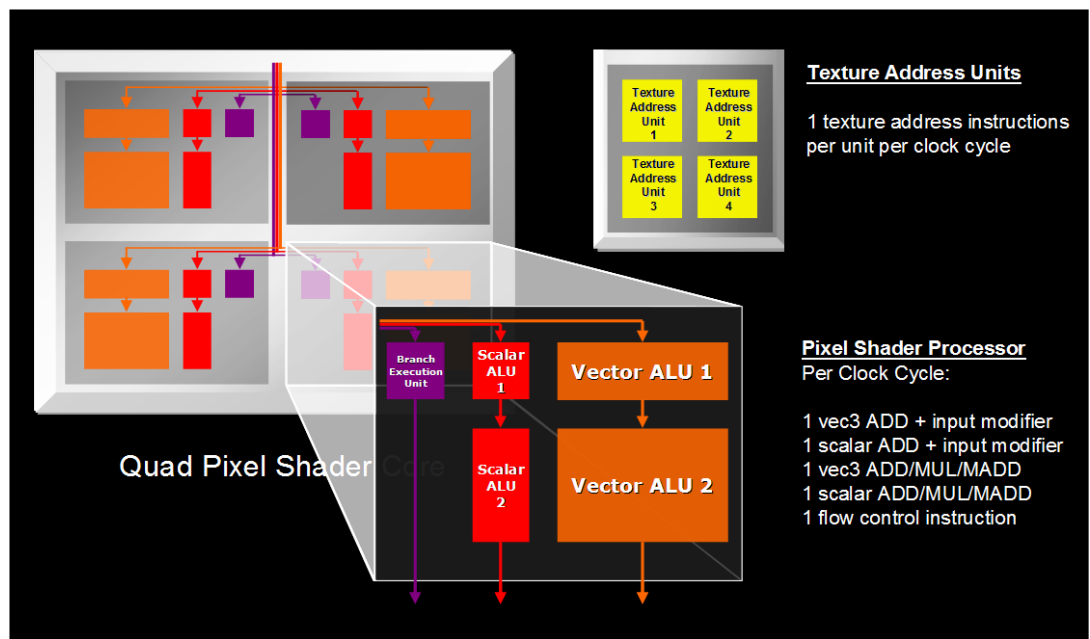 Texture
Address
Unit
1
Texture
Address
Unit
2
Texture
Address
Unit
3
Texture
Address
Unit
4
Texture Address Units
1 texture address instructions
per unit per clock cycle
Quad Pixel Shader Core
Branch
Execution
Unit
Scalar
ALU
1
Vector ALU 1
Scalar
ALU
2
Vector ALU 2
Pixel Shader Processor
Per Clock Cycle:
1 vec3 ADD + input modifier
1 scalar ADD + input modifier
1 vec3 ADD/MUL/MADD
1 scalar ADD/MUL/MADD
1 flow control instruction